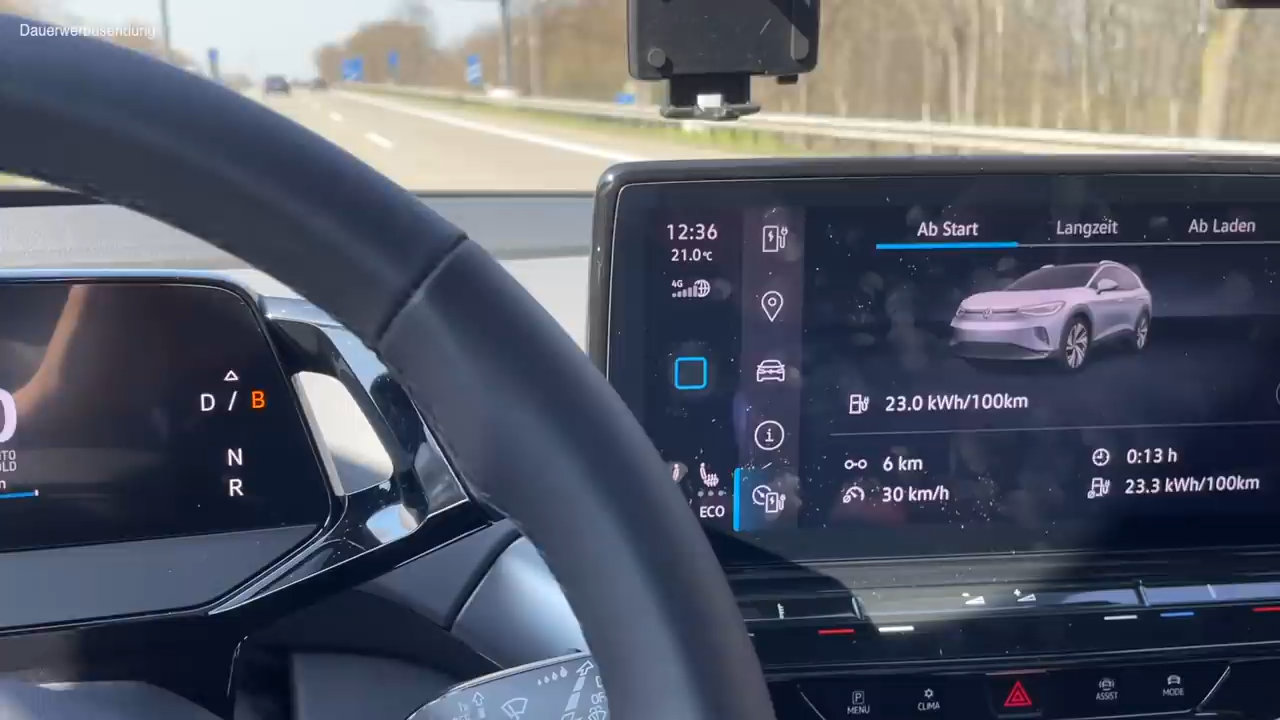 Dauerwerbesendung
12:36
21.0°C
4G
Ab Start
Langzeit
Ab Laden
23.0 kWh/100km
6 km
0:13 h
30 km/h
23.3 kWh/100km
ECO
D / B
N
R
0
P
MENU
CLIMA
ASSIST
MODE